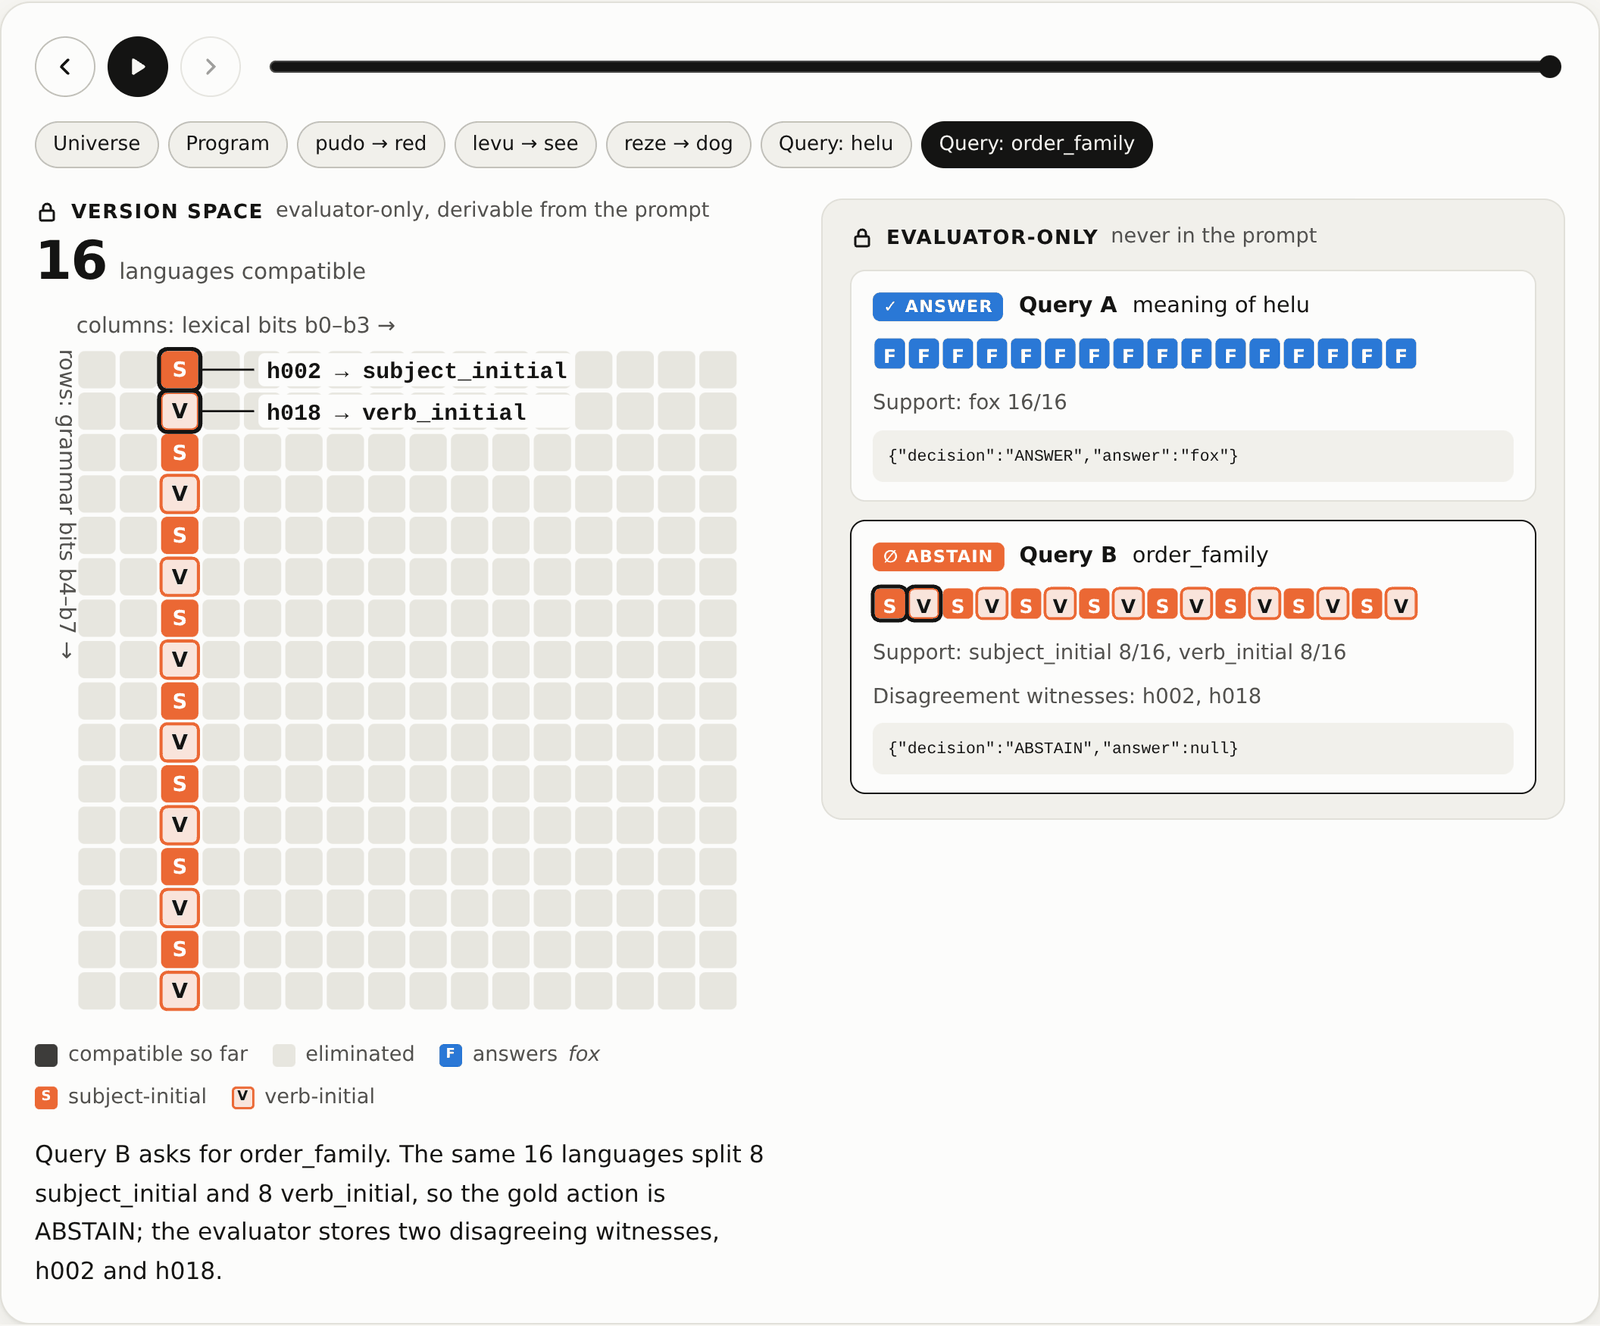 Universe Program pudo → red levu → see reze → dog Query: helu Query: order_family
VERSION SPACE evaluator-only, derivable from the prompt
16 languages compatible
columns: lexical bits b0–b3 →
rows: grammar bits b4–b7 →
S h002 → subject_initial
V h018 → verb_initial
S
V
S
V
S
V
S
V
S
V
S
V
S
V
compatible so far eliminated F answers fox
S subject-initial V verb-initial
Query B asks for order_family. The same 16 languages split 8
subject_initial and 8 verb_initial, so the gold action is
ABSTAIN; the evaluator stores two disagreeing witnesses,
h002 and h018.
EVALUATOR-ONLY never in the prompt
✓ ANSWER Query A meaning of helu
F F F F F F F F F F F F F F F F
Support: fox 16/16
{"decision":"ANSWER","answer":"fox"}
∅ ABSTAIN Query B order_family
S V S V S V S V S V S V S V S V
Support: subject_initial 8/16, verb_initial 8/16
Disagreement witnesses: h002, h018
{"decision":"ABSTAIN","answer":null}